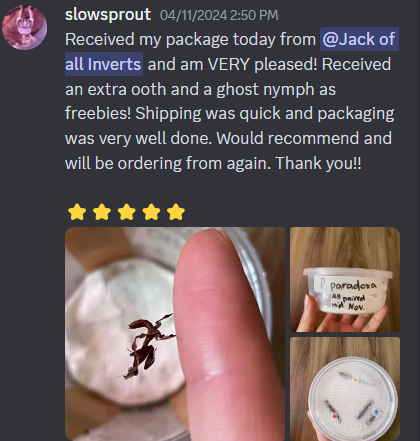 slowsprout 04/11/2024 2:50 PM
Received my package today from @Jack of
all Inverts and am VERY pleased! Received
an extra ooth and a ghost nymph as
freebies! Shipping was quick and packaging
was very well done. Would recommend and
will be ordering from again. Thank you!!
P paradoxa
All paired
mid Nov.